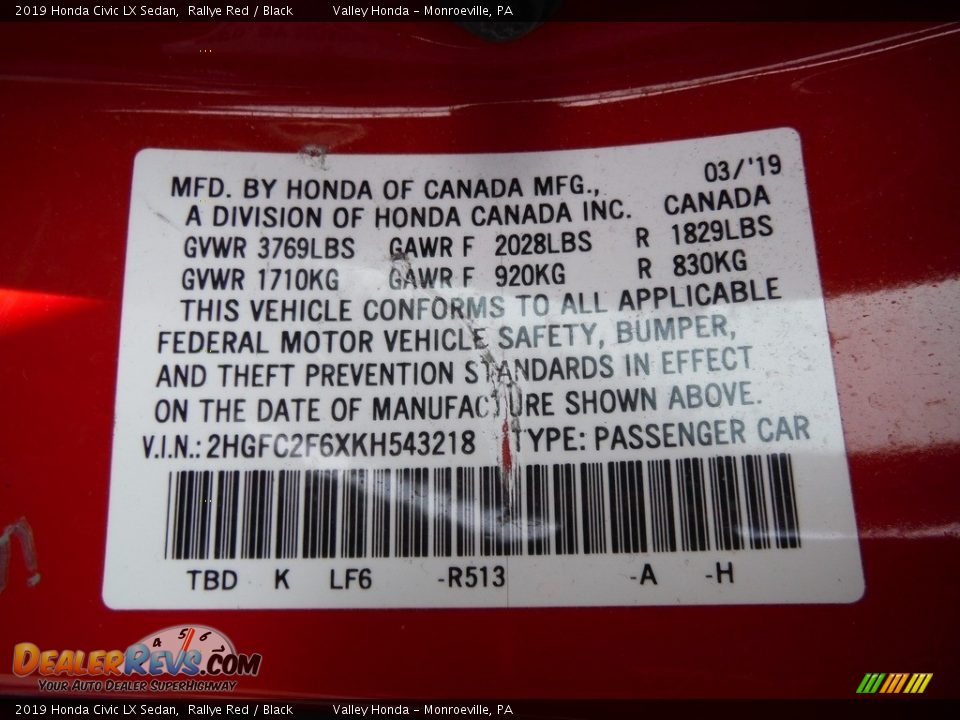 2019 Honda Civic LX Sedan, Rallye Red / Black Valley Honda - Monroeville, PA
MFD. BY HONDA OF CANADA MFG., 03/'19
A DIVISION OF HONDA CANADA INC. CANADA
GVWR 3769LBS GAWR F 2028LBS R 1829LBS
GVWR 1710KG GAWR F 920KG R 830KG
THIS VEHICLE CONFORMS TO ALL APPLICABLE
FEDERAL MOTOR VEHICLE SAFETY, BUMPER,
AND THEFT PREVENTION STANDARDS IN EFFECT
ON THE DATE OF MANUFACTURE SHOWN ABOVE.
V.I.N.: 2HGFC2F6XKH543218 TYPE: PASSENGER CAR
TBD K LF6 -R513 -A -H
4 5 6
DEALERREVS.COM
YOUR AUTO DEALER SUPERHIGHWAY
2019 Honda Civic LX Sedan, Rallye Red / Black Valley Honda - Monroeville, PA